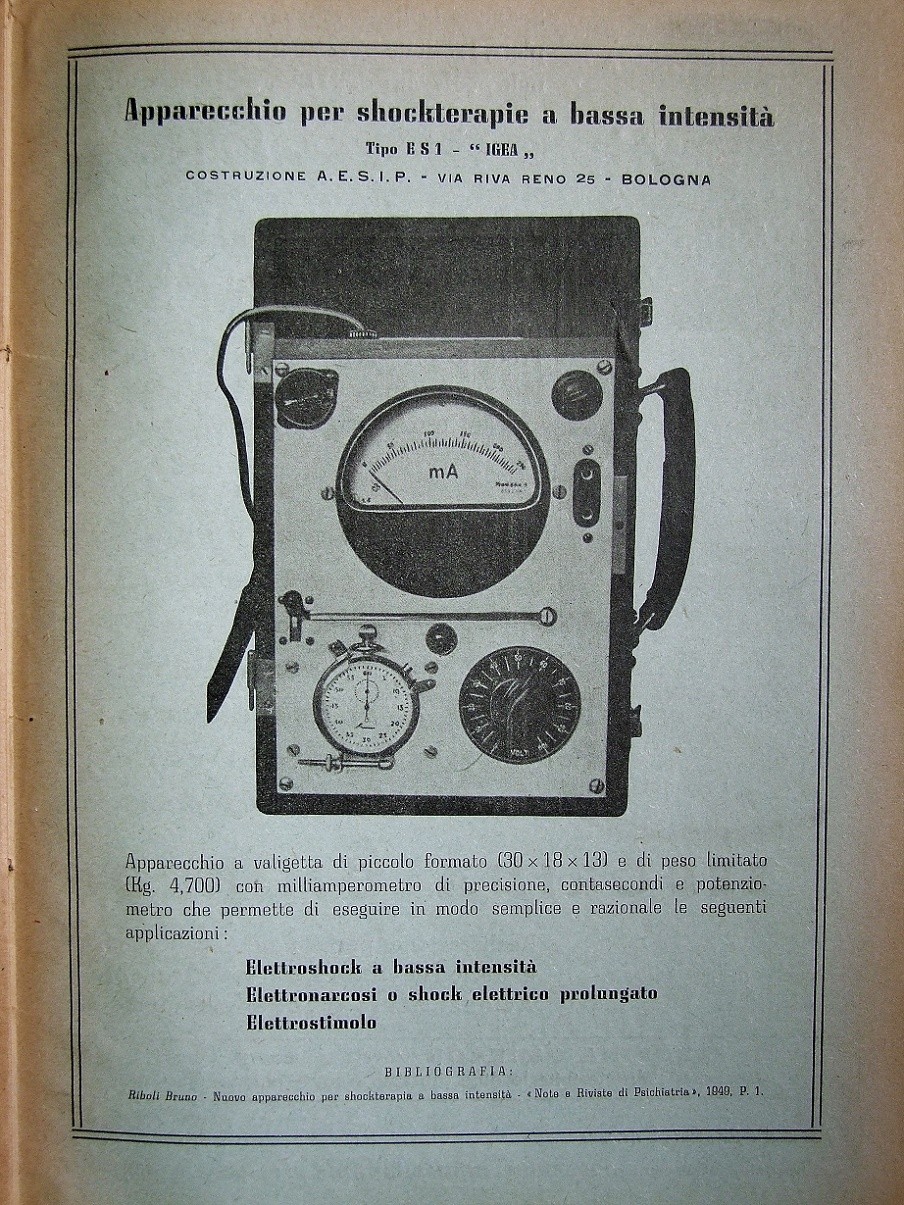 Apparecchio per shockterapie a bassa intensità
Tipo E S 1 - “ IGEA „
COSTRUZIONE A. E. S. I. P. - VIA RIVA RENO 25 - BOLOGNA
mA
VOLT
Apparecchio a valigetta di piccolo formato (30 × 18 × 13) e di peso limitato
(Kg. 4,700) con milliamperometro di precisione, contasecondi e potenzio-
metro che permette di eseguire in modo semplice e razionale le seguenti
applicazioni :
Elettroshock a bassa intensità
Elettronarcosi o shock elettrico prolungato
Elettrostimolo
BIBLIOGRAFIA:
Riboli Bruno - Nuovo apparecchio per shockterapia a bassa intensità - « Note e Riviste di Psichiatria », 1949, P. 1.